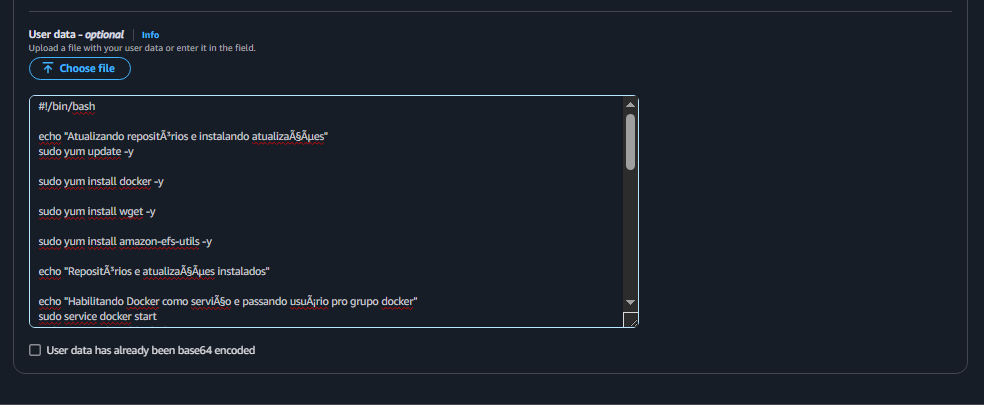 User data – optional | Info
Upload a file with your user data or enter it in the field.
Choose file
#!/bin/bash
echo "Atualizando repositÃ³rios e instalando atualizaÃ§Ãµes"
sudo yum update -y
sudo yum install docker -y
sudo yum install wget -y
sudo yum install amazon-efs-utils -y
echo "RepositÃ³rios e atualizaÃ§Ãµes instalados"
echo "Habilitando Docker como serviÃ§o e passando usuÃ¡rio pro grupo docker"
sudo service docker start
User data has already been base64 encoded